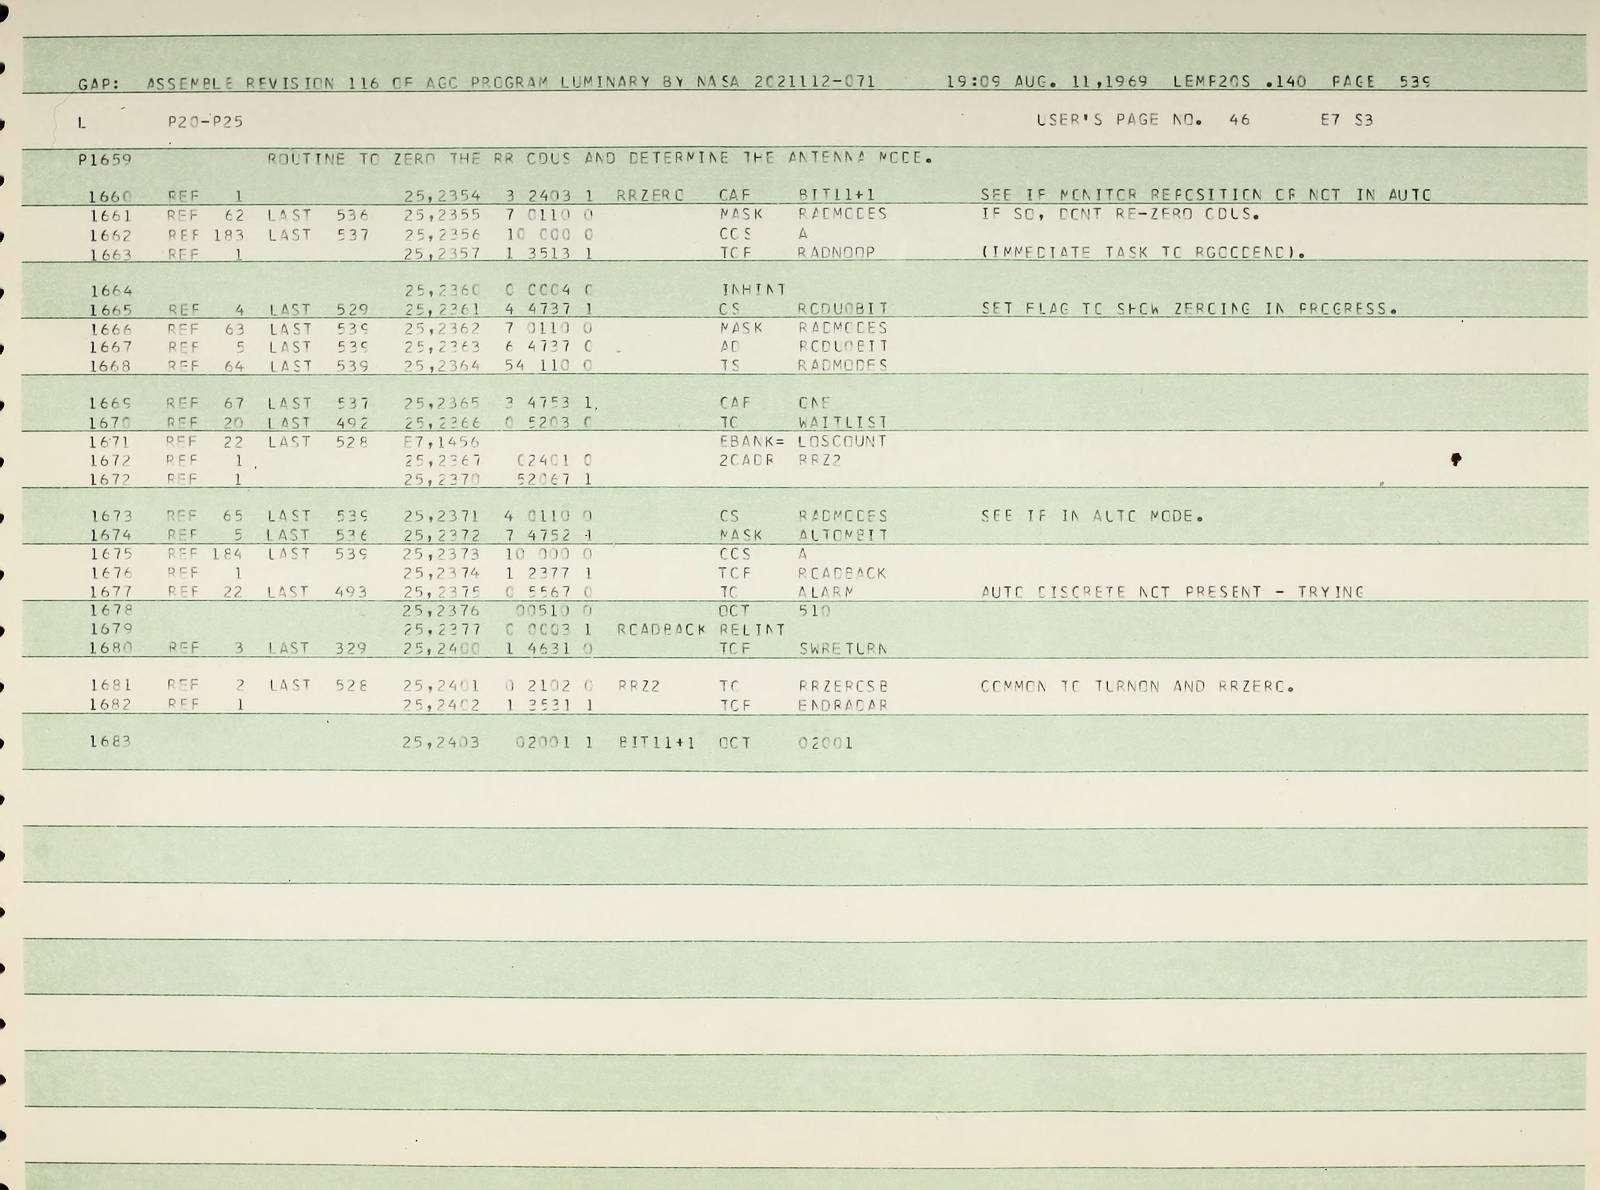 GAP: ASSEMBLE REVISION 116 OF AGC PROGRAM LUMINARY BY NASA 2021112-071 19:09 AUG. 11,1969 LEMP20S .140 PAGE 539
L P20-P25 USER'S PAGE NO. 46 E7 S3
P1659 ROUTINE TO ZERO THE RR CDUS AND DETERMINE THE ANTENNA MODE.
1660 REF 1 25,2354 3 2403 1 RRZERO CAF BIT11+1 SEE IF MONITOR REPOSITION OR NOT IN AUTO
1661 REF 62 LAST 536 25,2355 7 0110 0 MASK RADMODES IF SO, DONT RE-ZERO CDUS.
1662 REF 183 LAST 537 25,2356 10 000 0 CCS A
1663 REF 1 25,2357 1 3513 1 TCF RADNOOP (IMMEDIATE TASK TO RGOODEND).
1664 25,2360 0 0004 0 INHINT
1665 REF 4 LAST 529 25,2361 4 4737 1 CS RCDU0BIT SET FLAG TO SHOW ZEROING IN PROGRESS.
1666 REF 63 LAST 539 25,2362 7 0110 0 MASK RADMODES
1667 REF 5 LAST 539 25,2363 6 4737 0 AD RCDU0BIT
1668 REF 64 LAST 539 25,2364 54 110 0 TS RADMODES
1669 REF 67 LAST 537 25,2365 3 4753 1 CAF ONE
1670 REF 20 LAST 492 25,2366 0 5203 0 TC WAITLIST
1671 REF 22 LAST 528 E7,1456 EBANK= LOSCOUNT
1672 REF 1 25,2367 02401 0 2CADR RRZ2
1672 REF 1 25,2370 52067 1
1673 REF 65 LAST 539 25,2371 4 0110 0 CS RADMODES SEE IF IN AUTO MODE.
1674 REF 5 LAST 536 25,2372 7 4752 1 MASK AUTOMBIT
1675 REF 184 LAST 539 25,2373 10 000 0 CCS A
1676 REF 1 25,2374 1 2377 1 TCF ROADBACK
1677 REF 22 LAST 493 25,2375 0 5567 0 TC ALARM AUTO DISCRETE NOT PRESENT - TRYING
1678 25,2376 00510 0 OCT 510
1679 25,2377 0 0003 1 ROADBACK RELINT
1680 REF 3 LAST 329 25,2400 1 4631 0 TCF SWRETURN
1681 REF 2 LAST 528 25,2401 0 2102 0 RRZ2 TC RRZEROSB COMMON TO TURNON AND RRZERO.
1682 REF 1 25,2402 1 3531 1 TCF ENDRADAR
1683 25,2403 02001 1 BIT11+1 OCT 02001